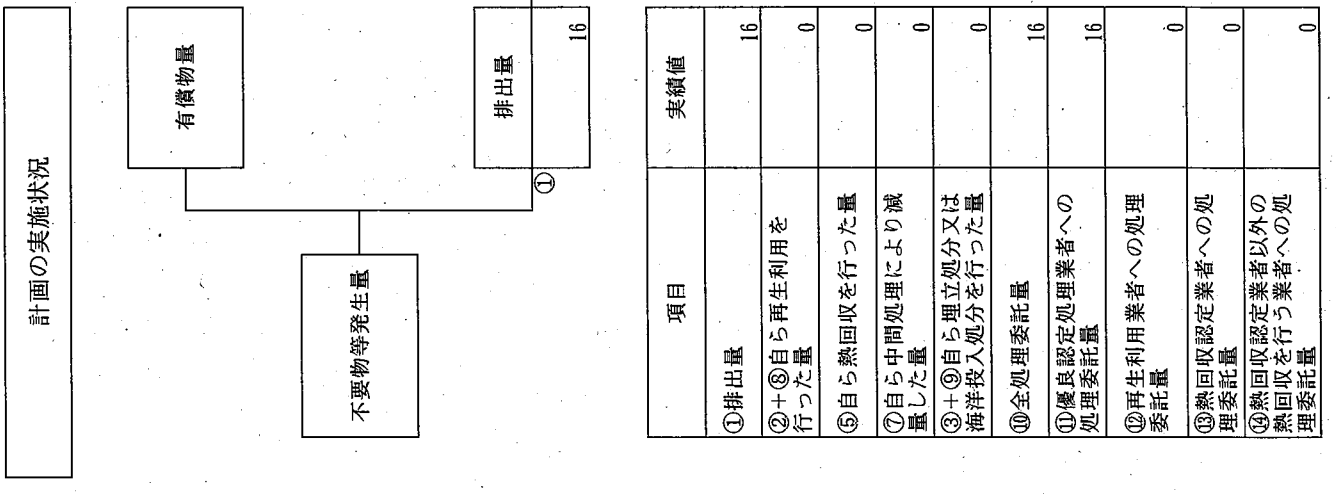 計画の実施状況
有償物量
不要物等発生量
排出量
①
16
項目 実績値
①排出量 16
②+⑧自ら再生利用を
行った量 0
⑤自ら熱回収を行った量 0
⑦自ら中間処理により減
量した量 0
③+⑨自ら埋立処分又は
海洋投入処分を行った量 0
⑩全処理委託量 16
⑪優良認定処理業者への
処理委託量 16
⑫再生利用業者への処理
委託量 0
⑬熱回収認定業者への処
理委託量 0
⑭熱回収認定業者以外の
熱回収を行う業者への処
理委託量 0